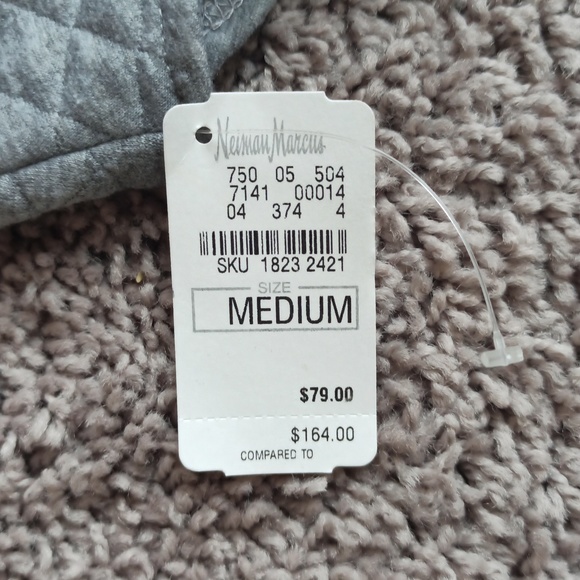 Neiman Marcus
750 05 504
7141 00014
04 374 4
SKU 1823 2421
SIZE
MEDIUM
$79.00
$164.00
COMPARED TO